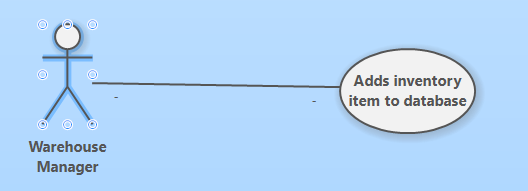 Adds inventory
item to database
Warehouse
Manager